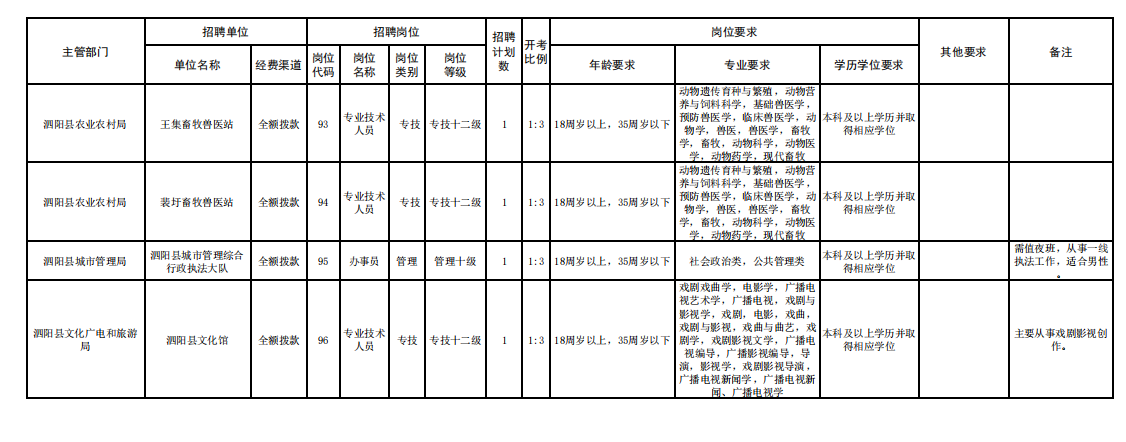 主管部门
招聘单位
招聘岗位
招聘
计划
数
开考
比例
岗位要求
其他要求
备注
单位名称
经费渠道
岗位
代码
岗位
名称
岗位
类别
岗位
等级
年龄要求
专业要求
学历学位要求
泗阳县农业农村局
王集畜牧兽医站
全额拨款
93
专业技术
人员
专技
专技十二级
1
1:3
18周岁以上，35周岁以下
动物遗传育种与繁殖，动物营
养与饲料科学，基础兽医学，
预防兽医学，临床兽医学，动
物学，兽医，兽医学，畜牧
学，畜牧，动物科学，动物医
学，动物药学，现代畜牧
本科及以上学历并取
得相应学位
泗阳县农业农村局
裴圩畜牧兽医站
全额拨款
94
专业技术
人员
专技
专技十二级
1
1:3
18周岁以上，35周岁以下
动物遗传育种与繁殖，动物营
养与饲料科学，基础兽医学，
预防兽医学，临床兽医学，动
物学，兽医，兽医学，畜牧
学，畜牧，动物科学，动物医
学，动物药学，现代畜牧
本科及以上学历并取
得相应学位
泗阳县城市管理局
泗阳县城市管理综合
行政执法大队
全额拨款
95
办事员
管理
管理十级
1
1:3
18周岁以上，35周岁以下
社会政治类，公共管理类
本科及以上学历并取
得相应学位
需值夜班，从事一线
执法工作，适合男性
。
泗阳县文化广电和旅游
局
泗阳县文化馆
全额拨款
96
专业技术
人员
专技
专技十二级
1
1:3
18周岁以上，35周岁以下
戏剧戏曲学，电影学，广播电
视艺术学，广播电视，戏剧与
影视学，戏剧，电影，戏曲，
戏剧与影视，戏曲与曲艺，戏
剧学，戏剧影视文学，广播电
视编导，广播影视编导，导
演，影视学，戏剧影视导演，
广播电视新闻学，广播电视新
闻、广播电视学
本科及以上学历并取
得相应学位
主要从事戏剧影视创
作。